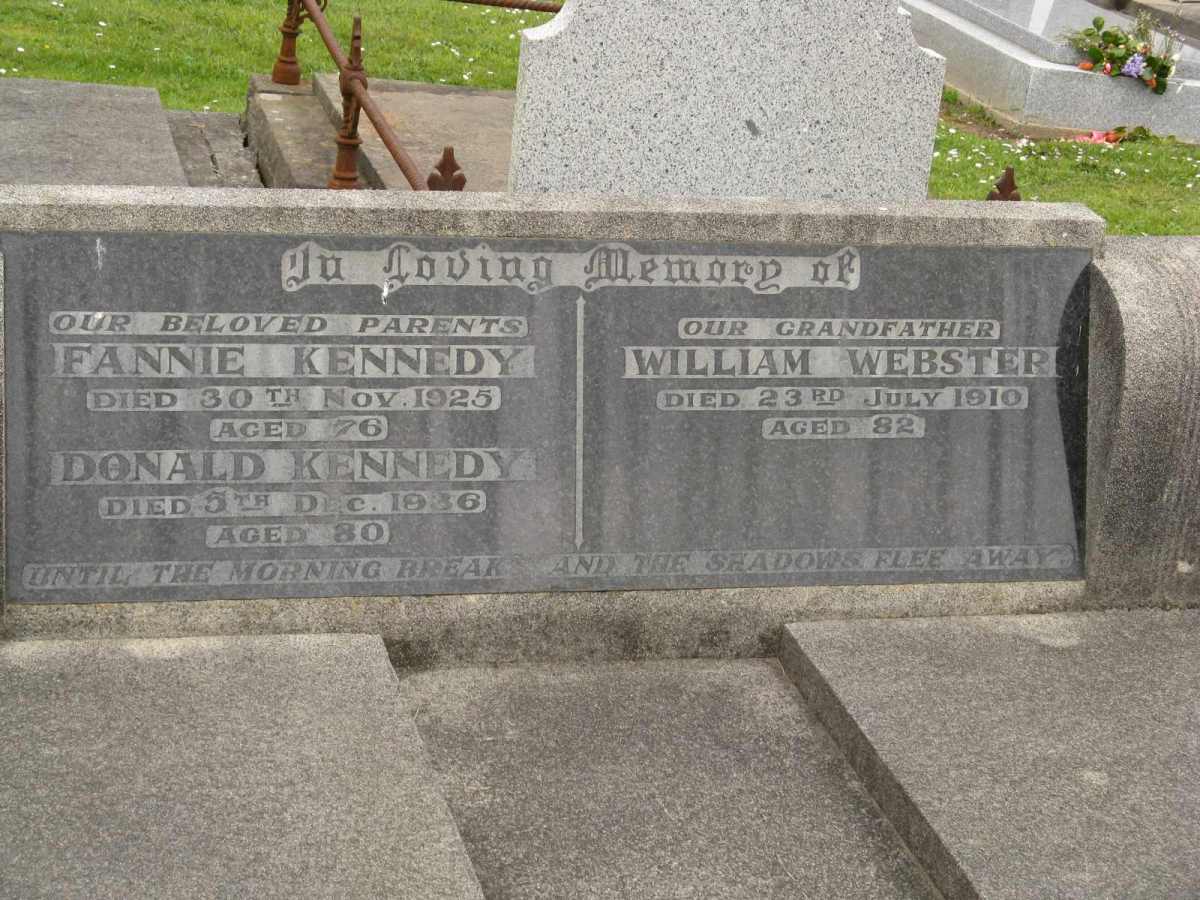 In Loving Memory of
OUR BELOVED PARENTS
FANNIE KENNEDY
DIED 30TH NOV. 1925
AGED 76
DONALD KENNEDY
DIED 5TH DEC. 1936
AGED 80
OUR GRANDFATHER
WILLIAM WEBSTER
DIED 23RD JULY 1910
AGED 82
UNTIL THE MORNING BREAK AND THE SHADOWS FLEE AWAY